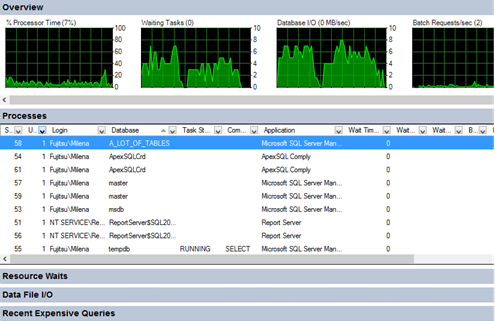 Overview
% Processor Time (7%) Waiting Tasks (0) Database I/O (0 MB/sec) Batch Requests/sec (2)
100 10 10 10
80 8 8 8
60 6 6 6
40 4 4 4
20 2 2 2
0 0 0 0
Processes
S... U... Login Database Task St... Com... Application Wait Tim... Wait... Wait... B...
58 1 Fujitsu\Milena A_LOT_OF_TABLES Microsoft SQL Server Man... 0
54 1 Fujitsu\Milena ApexSQLCrd ApexSQL Comply 0
61 1 Fujitsu\Milena ApexSQLCrd ApexSQL Comply 0
57 1 Fujitsu\Milena master Microsoft SQL Server Man... 0
59 1 Fujitsu\Milena master Microsoft SQL Server Man... 0
53 1 Fujitsu\Milena msdb Microsoft SQL Server Man... 0
51 1 NT SERVICE\Re... ReportServer$SQL20... Report Server 0
56 1 NT SERVICE\Re... ReportServer$SQL20... Report Server 0
55 1 Fujitsu\Milena tempdb RUNNING SELECT Microsoft SQL Server Man... 0
Resource Waits
Data File I/O
Recent Expensive Queries